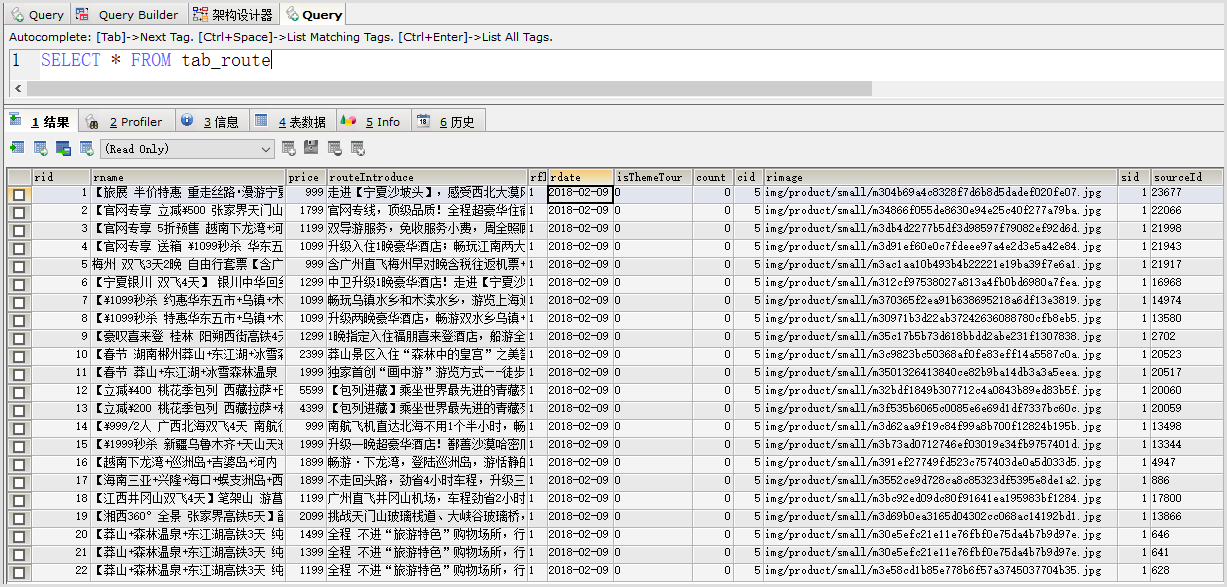 Query Query Builder 架构设计器 Query
Autocomplete: [Tab]->Next Tag. [Ctrl+Space]->List Matching Tags. [Ctrl+Enter]->List All Tags.
1 SELECT * FROM tab_route
1 结果 2 Profiler 3 信息 4 表数据 5 Info 6 历史
(Read Only)
rid rname price routeIntroduce rfl rdate isThemeTour count cid rimage sid sourceId
1 【旅展 半价特惠 重走丝路·漫游宁夏 999 走进【宁夏沙坡头】，感受西北大漠风 1 2018-02-09 0 0 5 img/product/small/m304b69a4c8328f7d6b8d5dadef020fe07.jpg 1 23677
2 【官网专享 立减¥500 张家界天门山 1799 官网专线，顶级品质！全程超豪华住宿 1 2018-02-09 0 0 5 img/product/small/m34866f055de8630e94e25c40f277a79ba.jpg 1 22066
3 【官网专享 5折预售 越南下龙湾+河 1199 双导游服务，免收服务小费，周全照顾 1 2018-02-09 0 0 5 img/product/small/m3db4d2277b5df3d98597f79082ef92d6d.jpg 1 21998
4 【官网专享 送箱 ¥1099秒杀 华东五 1099 升级入住1晚豪华酒店；畅玩江南两大 1 2018-02-09 0 0 5 img/product/small/m3d91ef60e0c7fdeee97a4e2d3e5a42e84.jpg 1 21943
5 梅州 双飞3天2晚 自由行套票【含广 999 含广州直飞梅州早对晚含税往返机票+ 1 2018-02-09 0 0 5 img/product/small/m3ac1aa10b493b4b22221e19ba39f7e6a1.jpg 1 21917
6 【宁夏银川 双飞4天】 银川中华回乡 1299 中卫升级1晚豪华酒店！走进【宁夏沙 1 2018-02-09 0 0 5 img/product/small/m312cf97538027a813a4fb0bd6980a7fea.jpg 1 16968
7 【¥1099秒杀 约惠华东五市+乌镇+木 1099 畅玩乌镇水乡和木渎水乡，游览上海迪 1 2018-02-09 0 0 5 img/product/small/m370365f2ea91b638695218a6df13e3819.jpg 1 14974
8 【¥1099秒杀 特惠华东五市+乌镇+木 1099 升级两晚豪华酒店，畅游双水乡乌镇 1 2018-02-09 0 0 5 img/product/small/m30971b3d22ab37242636088780cfb8eb5.jpg 1 13580
9 【豪叹喜来登 桂林 阳朔西街高铁4天 1299 1晚指定入住福朋喜来登酒店，船游全 1 2018-02-09 0 0 5 img/product/small/m35c17b5b73d618bbdd2abe231f1307838.jpg 1 2702
10 【春节 湖南郴州莽山+东江湖+冰雪森 2399 莽山景区入住“森林中的皇宫”之美誉 1 2018-02-09 0 0 5 img/product/small/m3c9823bc50368af0fe83eff14a5587c0a.jpg 1 20523
11 【春节 莽山+东江湖+冰雪森林温泉 1999 独家首创“画中游”游览方式——徒步 1 2018-02-09 0 0 5 img/product/small/m3501326413840ce82b9ba14db3a3a5eea.jpg 1 20517
12 【立减¥400 桃花季包列 西藏拉萨+日 5599 【包列进藏】乘坐世界最先进的青藏列 1 2018-02-09 0 0 5 img/product/small/m32bdf1849b307712c4a0843b89ed83b5f.jpg 1 20060
13 【立减¥200 桃花季包列 西藏拉萨+林 4399 【包列进藏】乘坐世界最先进的青藏列 1 2018-02-09 0 0 5 img/product/small/m3f535b6065c0085e6e69d1df7337bc60c.jpg 1 20059
14 【¥999/2人 广西北海双飞4天 南航往 999 南航飞机直达北海不用1个半小时，畅 1 2018-02-09 0 0 5 img/product/small/m3d62aa9f19c84f99a8b700f12824b195b.jpg 1 13498
15 【¥1999秒杀 新疆乌鲁木齐+天山天池 1999 升级一晚超豪华酒店！鄯善沙漠哈密瓜 1 2018-02-09 0 0 5 img/product/small/m3b73ad0712746ef03019e34fb9757401d.jpg 1 13344
16 【越南下龙湾+巡洲岛+吉婆岛+河内 1899 畅游·下龙湾，登陆巡洲岛，游恬静的 1 2018-02-09 0 0 5 img/product/small/m391ef27749fd523c757403de0a5d033d5.jpg 1 4947
17 【海南三亚+兴隆+海口+蜈支洲岛+西 1899 不走回头路，劲省4小时车程，升级三 1 2018-02-09 0 0 5 img/product/small/m3552ce9d728ca8c85323df5395e8de1a2.jpg 1 886
18 【江西井冈山双飞4天】笔架山 游菖 1199 广州直飞井冈山机场，车程劲省2小时 1 2018-02-09 0 0 5 img/product/small/m3bc92ed09dc80f91641ea195983bf1284.jpg 1 17800
19 【湘西360°全景 张家界高铁5天】 2099 挑战天门山玻璃栈道、大峡谷玻璃桥， 1 2018-02-09 0 0 5 img/product/small/m3d69b0ea3165d04302cc068ac14192bd1.jpg 1 13866
20 【莽山+森林温泉+东江湖高铁3天 纯 1499 全程 不进“旅游特色”购物场所，行 1 2018-02-09 0 0 5 img/product/small/m30e5efc21e11e76fbf0e75da4b7b9d97e.jpg 1 646
21 【莽山+森林温泉+东江湖高铁3天 纯 1399 全程 不进“旅游特色”购物场所，行 1 2018-02-09 0 0 5 img/product/small/m30e5efc21e11e76fbf0e75da4b7b9d97e.jpg 1 641
22 【莽山+森林温泉+东江湖高铁3天 纯 1199 全程 不进“旅游特色”购物场所，行 1 2018-02-09 0 0 5 img/product/small/m3e58cd1b85e778b6f57a3745037704b35.jpg 1 628